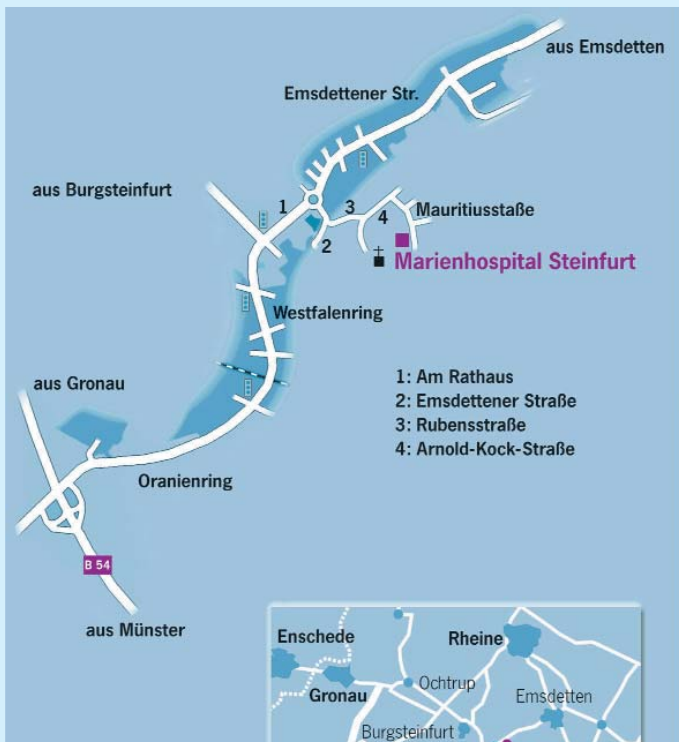 aus Emsdetten
Emsdettener Str.
aus Burgsteinfurt
1
3
4
Mauritiusstaße
2
Marienhospital Steinfurt
Westfalenring
aus Gronau
1: Am Rathaus
2: Emsdettener Straße
3: Rubensstraße
4: Arnold-Kock-Straße
Oranienring
B 54
aus Münster
Enschede
Rheine
Gronau
Ochtrup
Emsdetten
Burgsteinfurt